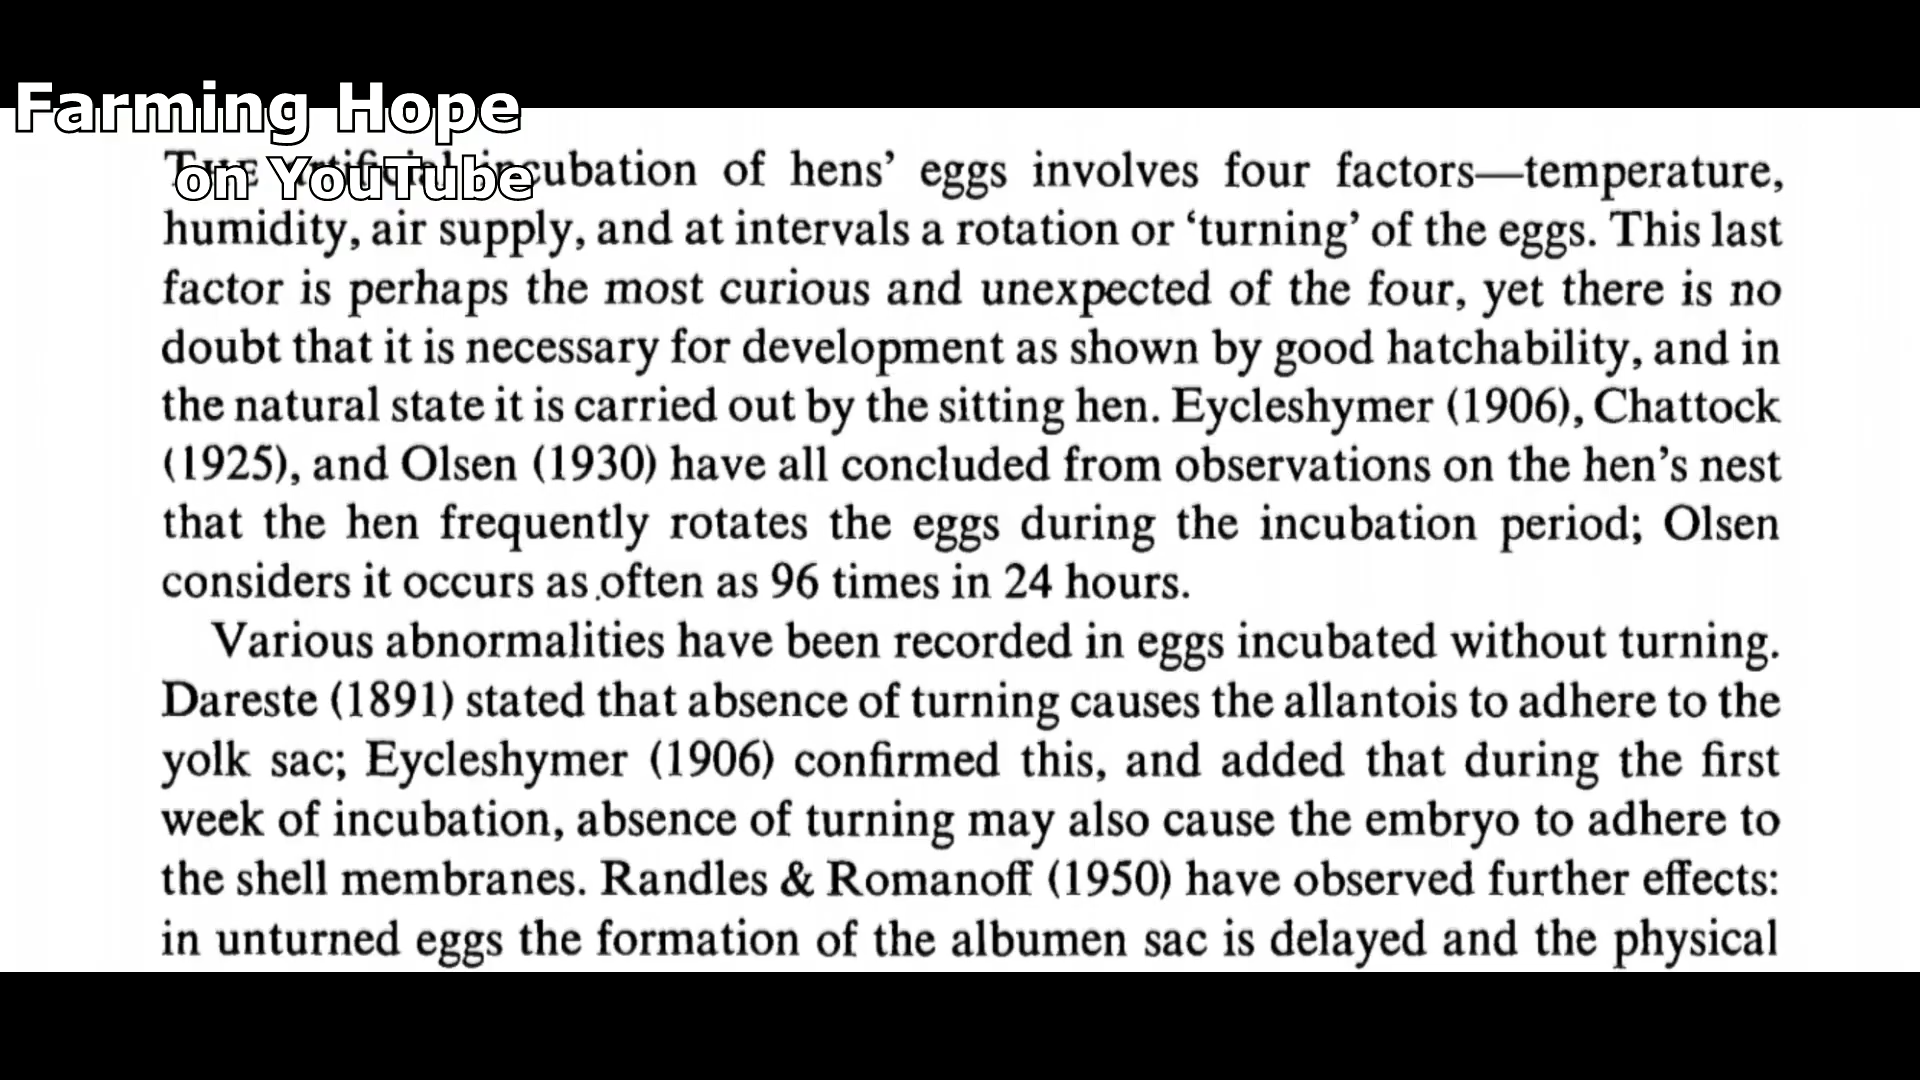 Farming Hope
on YouTube
THE artificial incubation of hens’ eggs involves four factors—temperature,
humidity, air supply, and at intervals a rotation or ‘turning’ of the eggs. This last
factor is perhaps the most curious and unexpected of the four, yet there is no
doubt that it is necessary for development as shown by good hatchability, and in
the natural state it is carried out by the sitting hen. Eycleshymer (1906), Chattock
(1925), and Olsen (1930) have all concluded from observations on the hen’s nest
that the hen frequently rotates the eggs during the incubation period; Olsen
considers it occurs as often as 96 times in 24 hours.
Various abnormalities have been recorded in eggs incubated without turning.
Dareste (1891) stated that absence of turning causes the allantois to adhere to the
yolk sac; Eycleshymer (1906) confirmed this, and added that during the first
week of incubation, absence of turning may also cause the embryo to adhere to
the shell membranes. Randles & Romanoff (1950) have observed further effects:
in unturned eggs the formation of the albumen sac is delayed and the physical